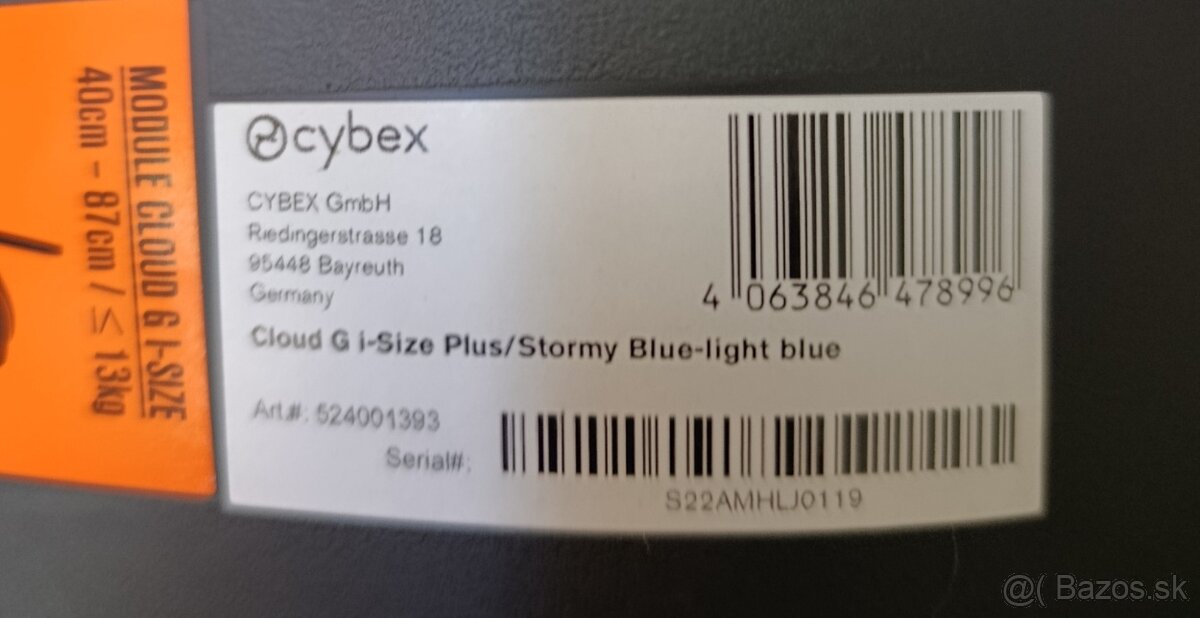 MODULE CLOUD G I-SIZE
40cm - 87cm / ≤ 13kg
cybex
CYBEX GmbH
Riedingerstrasse 18
95448 Bayreuth
Germany
4 063846 478996
Cloud G i-Size Plus/Stormy Blue-light blue
Art.#: 524001393
Serial#:
S22AMHLJ0119
@( Bazos.sk